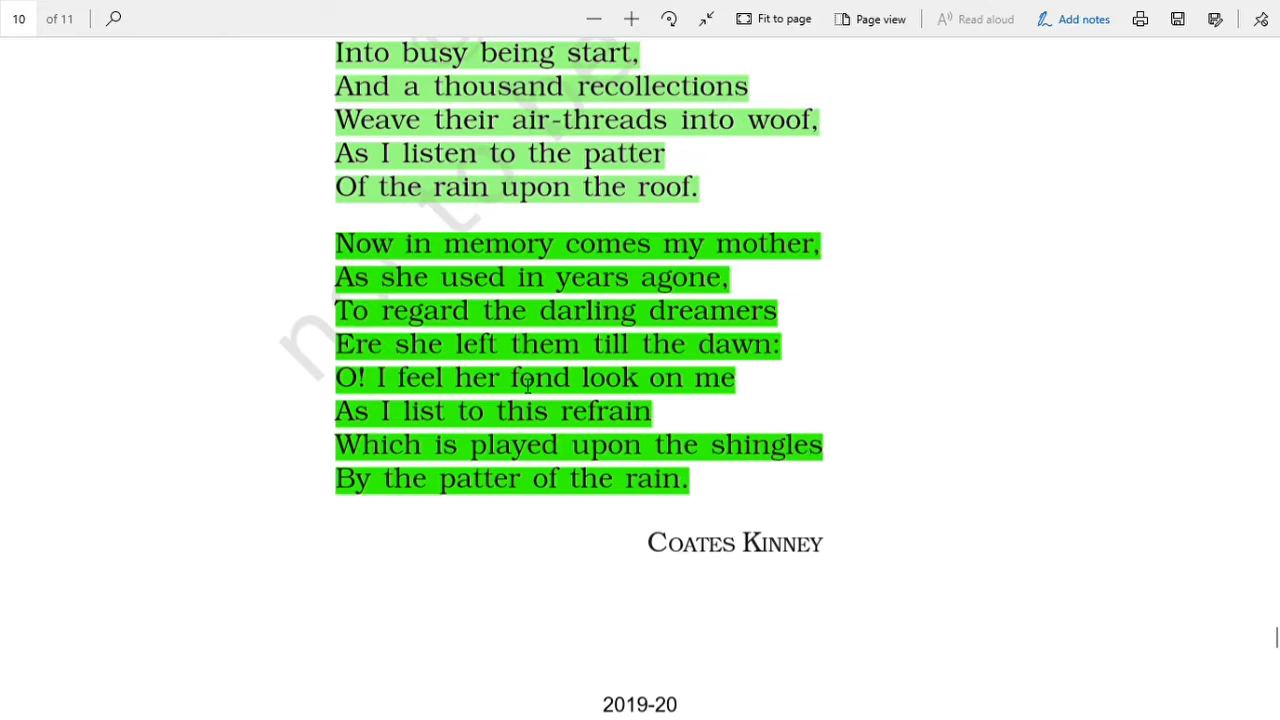 10 of 11 Fit to page Page view Read aloud Add notes
Into busy being start,
And a thousand recollections
Weave their air-threads into woof,
As I listen to the patter
Of the rain upon the roof.
Now in memory comes my mother,
As she used in years agone,
To regard the darling dreamers
Ere she left them till the dawn:
O! I feel her fond look on me
As I list to this refrain
Which is played upon the shingles
By the patter of the rain.
COATES KINNEY
2019-20